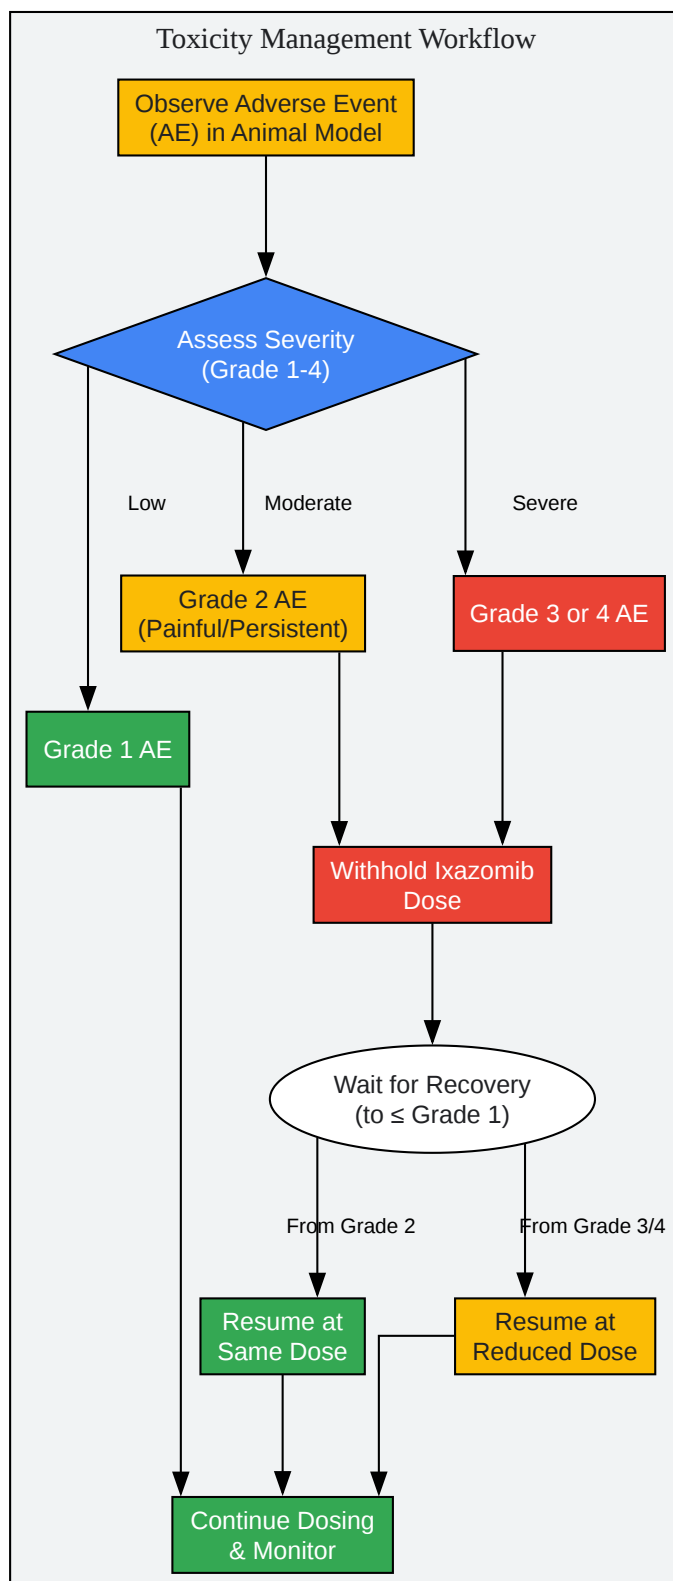 Toxicity Management Workflow
Observe Adverse Event
(AE) in Animal Model
Assess Severity
(Grade 1-4)
Low
Moderate
Severe
Grade 2 AE
(Painful/Persistent)
Grade 3 or 4 AE
Grade 1 AE
Withhold Ixazomib
Dose
Wait for Recovery
(to ≤ Grade 1)
From Grade 2
From Grade 3/4
Resume at
Same Dose
Resume at
Reduced Dose
Continue Dosing
& Monitor